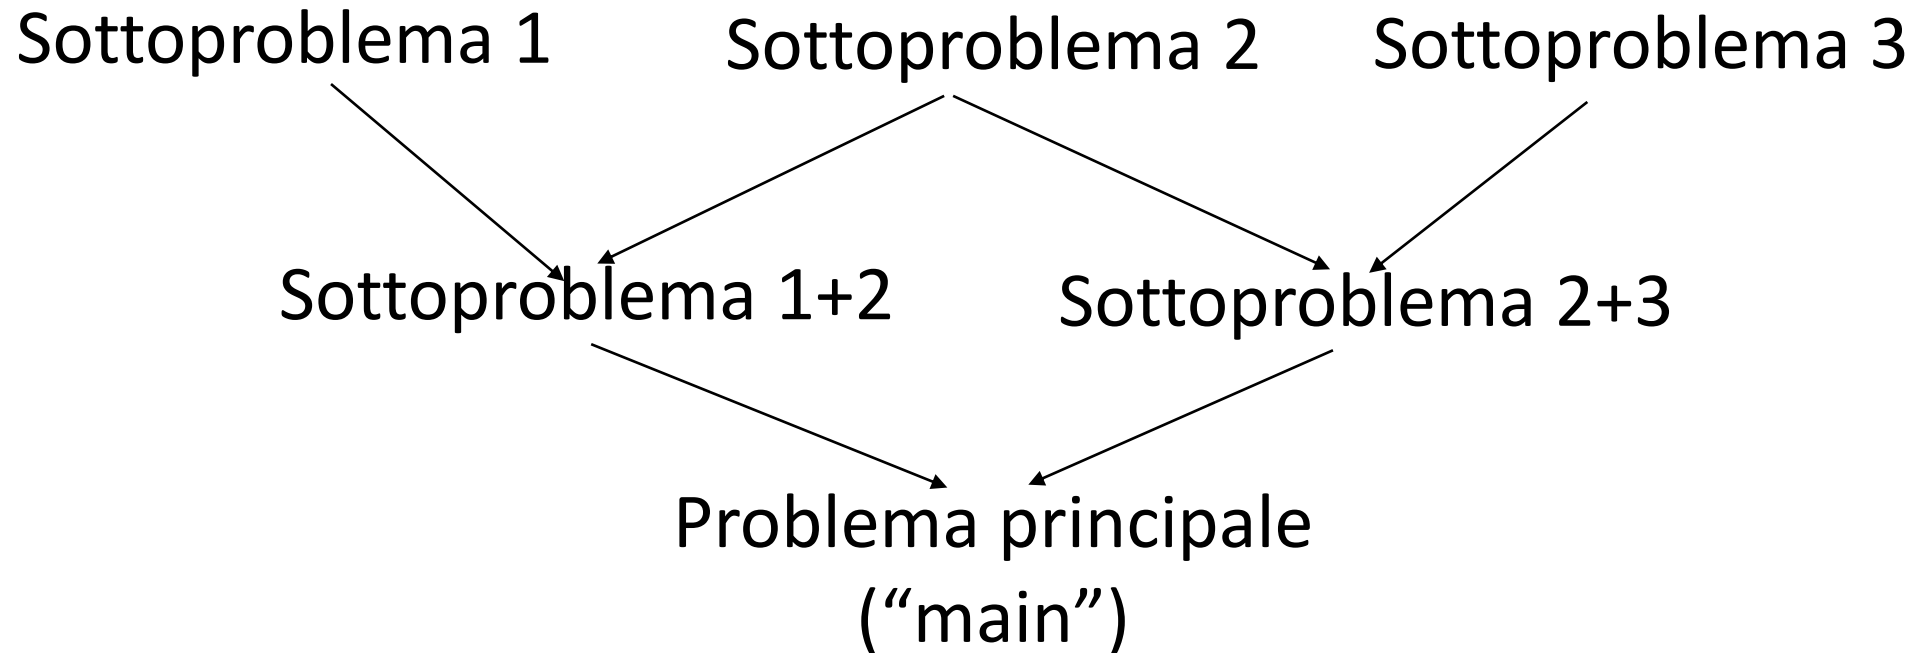 Sottoproblema 1
Sottoproblema 2
Sottoproblema 3
Sottoproblema 1+2
Sottoproblema 2+3
Problema principale
(“main”)